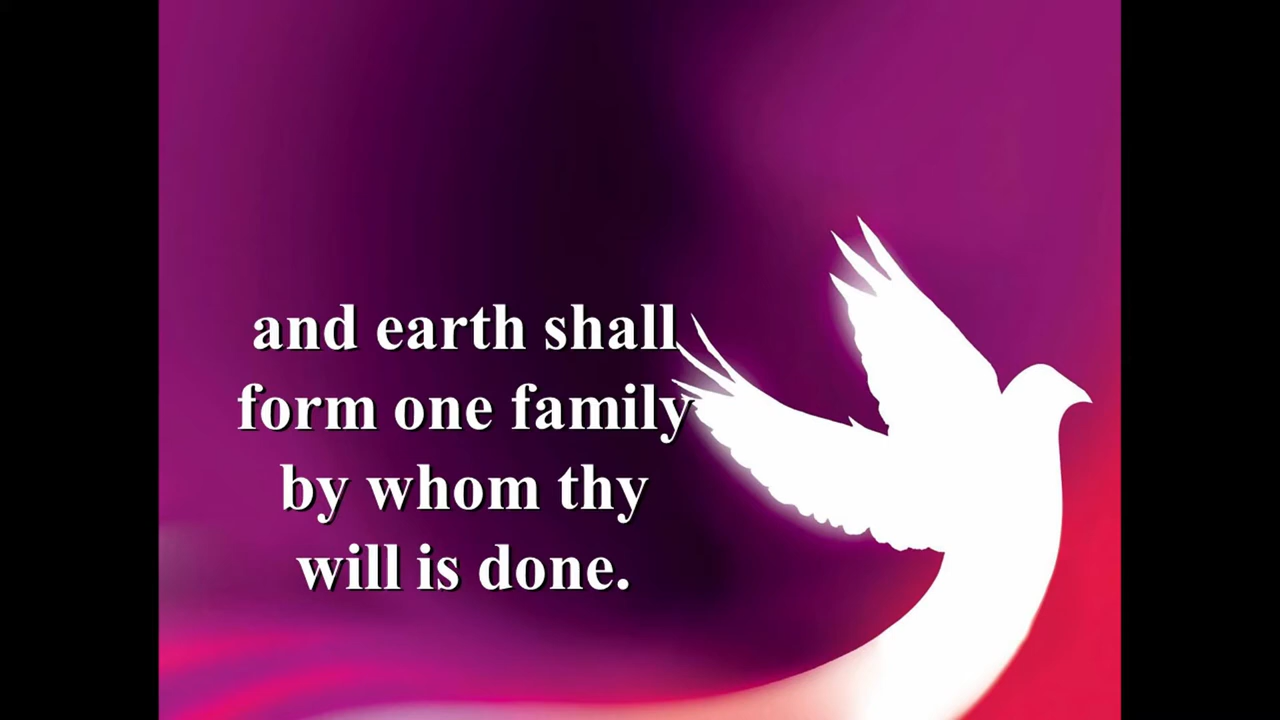 and earth shall
form one family
by whom thy
will is done.